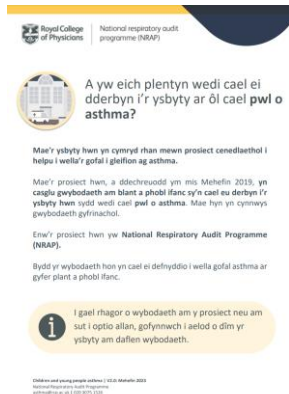 Royal College of Physicians
National respiratory audit programme (NRAP)
A yw eich plentyn wedi cael ei
dderbyn i'r ysbyty ar ôl cael pwl o
asthma?
Mae'r ysbyty hwn yn cymryd rhan mewn prosiect cenedlaethol i
helpu i wella'r gofal i gleifion ag asthma.
Mae'r prosiect hwn, a ddechreuodd ym mis Mehefin 2019, yn
casglu gwybodaeth am blant a phobl ifanc sy'n cael eu derbyn i'r
ysbyty hwn sydd wedi cael pwl o asthma. Mae hyn yn cynnwys
gwybodaeth gyfrinachol.
Enw'r prosiect hwn yw National Respiratory Audit Programme
(NRAP).
Bydd yr wybodaeth hon yn cael ei defnyddio i wella gofal asthma ar
gyfer plant a phobl ifanc.
I gael rhagor o wybodaeth am y prosiect neu am
sut i optio allan, gofynnwch i aelod o dîm yr
ysbyty am daflen wybodaeth.
Children and young people asthma | V2.0: Mehefin 2023
National Respiratory Audit Programme